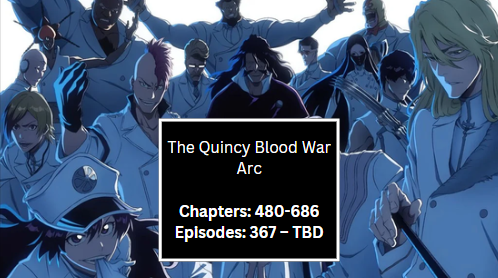 The Quincy Blood War
Arc
Chapters: 480-686
Episodes: 367 – TBD